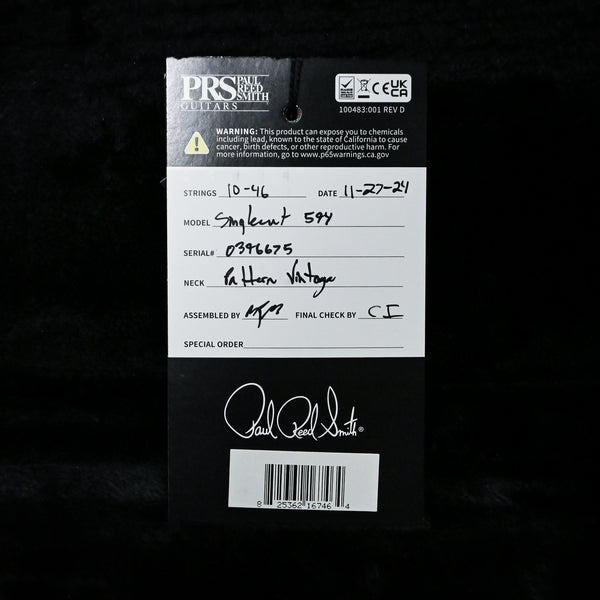 PRS PAUL REED SMITH
GUITARS
CE UKCA
100483:001 REV D
WARNING: This product can expose you to chemicals
including lead, known to the state of California to cause
cancer, birth defects, or other reproductive harm. For
more information, go to www.p65warnings.ca.gov
STRINGS 10-46 DATE 11-27-24
MODEL Singlecut 594
SERIAL# 0396675
NECK Pattern Vintage
ASSEMBLED BY FINAL CHECK BY CI
SPECIAL ORDER
Paul Reed Smith®
8 25362 16746 4